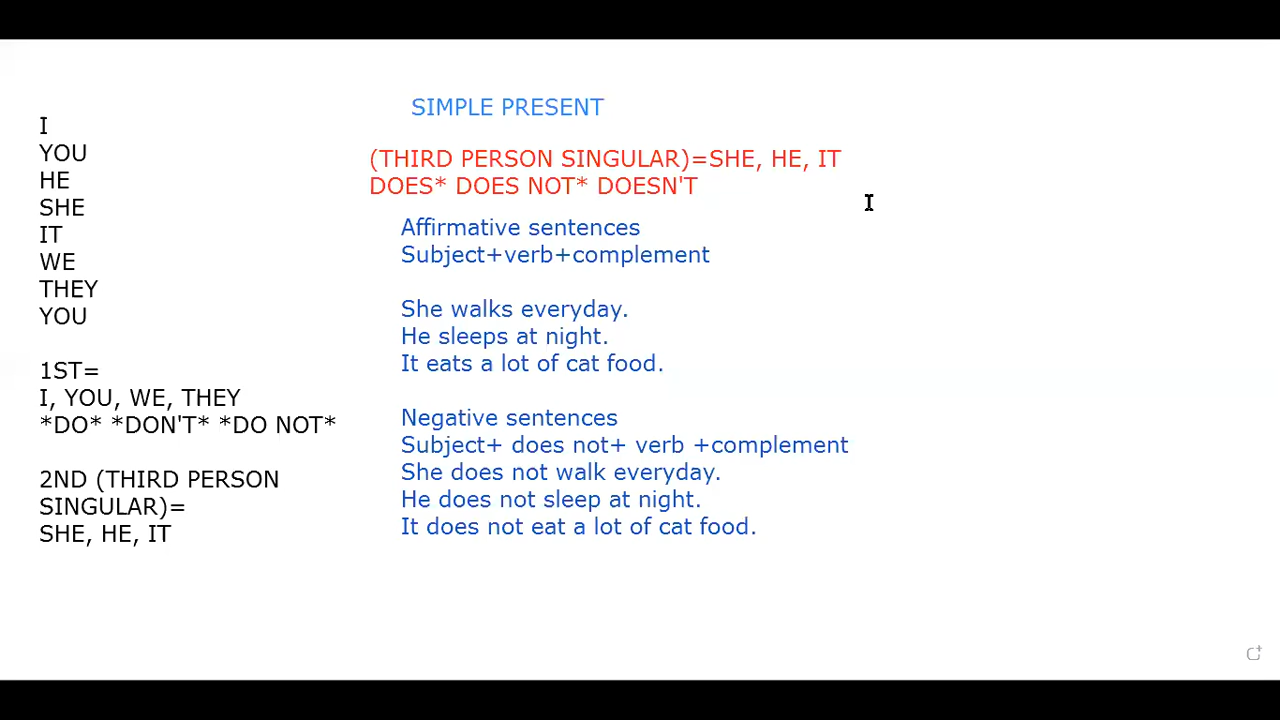 I
YOU
HE
SHE
IT
WE
THEY
YOU
1ST=
I, YOU, WE, THEY
*DO* *DON'T* *DO NOT*
2ND (THIRD PERSON
SINGULAR)=
SHE, HE, IT
SIMPLE PRESENT
(THIRD PERSON SINGULAR)=SHE, HE, IT
DOES* DOES NOT* DOESN'T
Affirmative sentences
Subject+verb+complement
She walks everyday.
He sleeps at night.
It eats a lot of cat food.
Negative sentences
Subject+ does not+ verb +complement
She does not walk everyday.
He does not sleep at night.
It does not eat a lot of cat food.